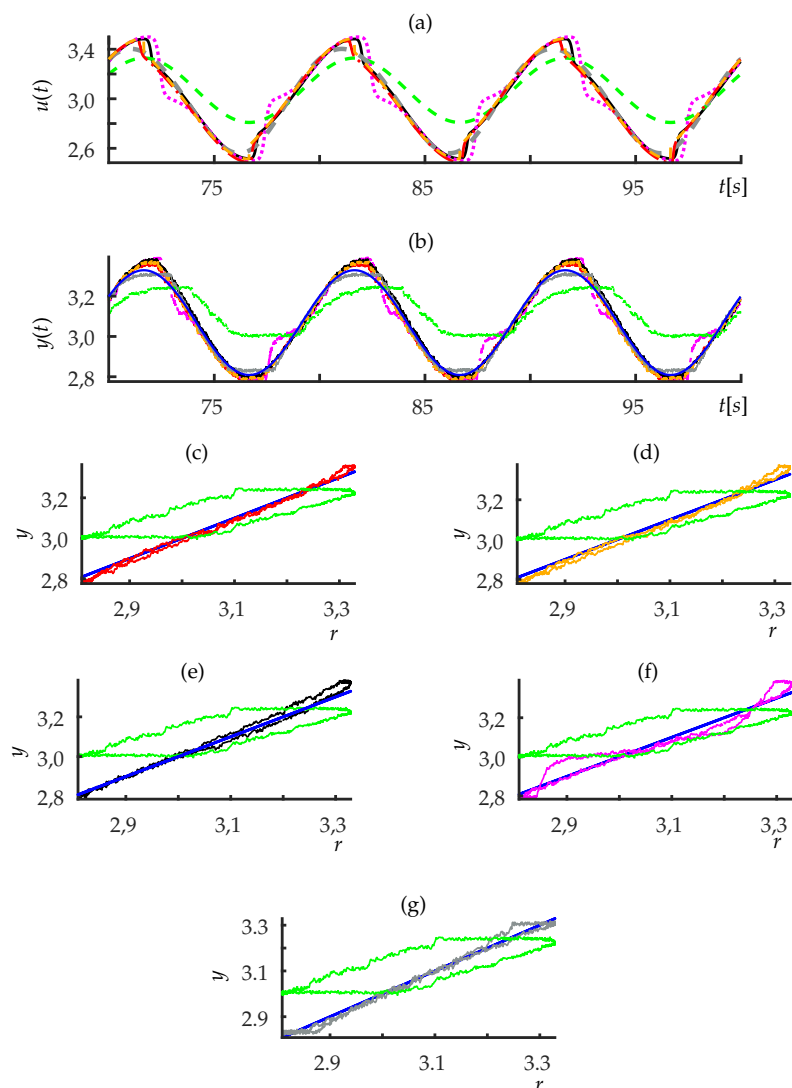 (a)
u(t)
3,4
3,0
2,6
75
85
95
t[s]
(b)
y(t)
3,2
3,0
2,8
75
85
95
t[s]
(c)
y
3,2
3,0
2,8
2,9
3,1
3,3
r
(d)
y
3,2
3,0
2,8
2,9
3,1
3,3
r
(e)
y
3,2
3,0
2,8
2,9
3,1
3,3
r
(f)
y
3,2
3,0
2,8
2,9
3,1
3,3
r
(g)
y
3.3
3.1
2.9
2.9
3.1
3.3
r